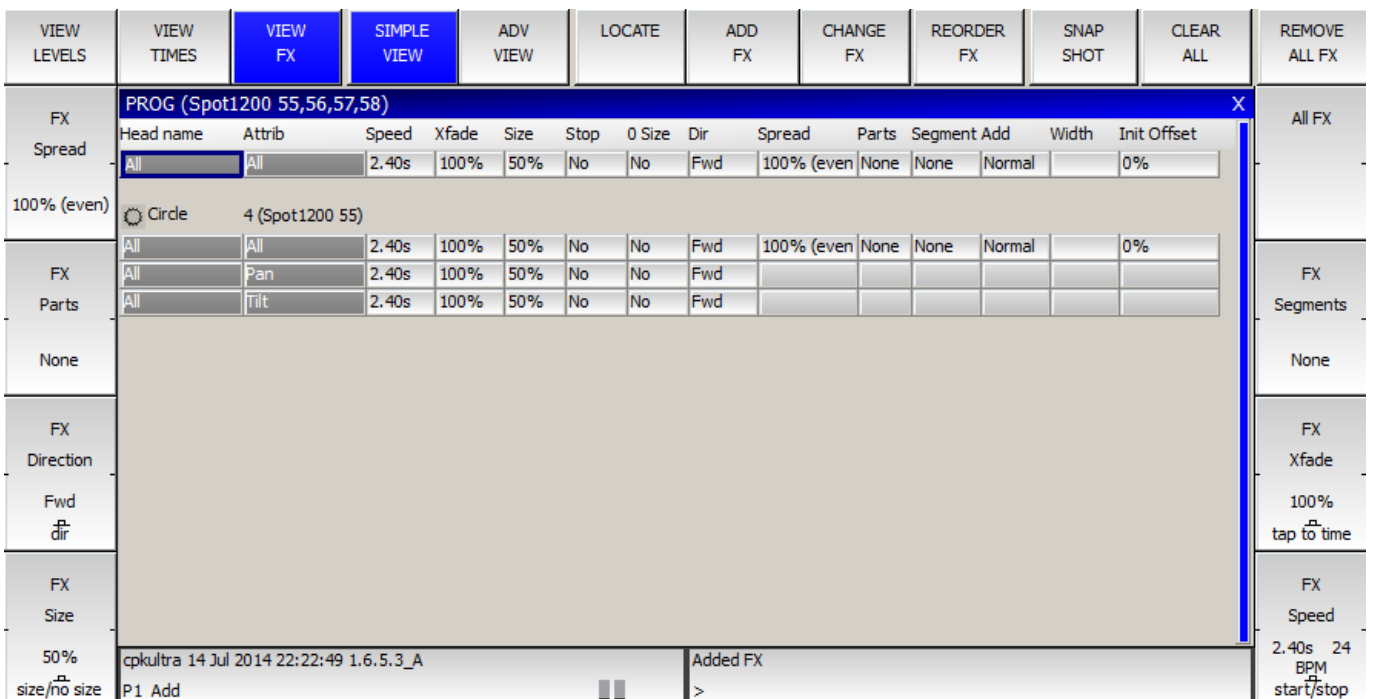 VIEW LEVELS
VIEW TIMES
VIEW FX
SIMPLE VIEW
ADV VIEW
LOCATE
ADD FX
CHANGE FX
REORDER FX
SNAP SHOT
CLEAR ALL
REMOVE ALL FX
FX
Spread
100% (even)
FX
Parts
None
FX
Direction
Fwd
dir
FX
Size
50%
size/no size
PROG (Spot1200 55,56,57,58) X
Head name Attrib Speed Xfade Size Stop 0 Size Dir Spread Parts Segment Add Width Init Offset
All All 2.40s 100% 50% No No Fwd 100% (even None None Normal 0%
Circle 4 (Spot1200 55)
All All 2.40s 100% 50% No No Fwd 100% (even None None Normal 0%
All Pan 2.40s 100% 50% No No Fwd
All Tilt 2.40s 100% 50% No No Fwd
cpkultra 14 Jul 2014 22:22:49 1.6.5.3_A
P1 Add
Added FX
>
All FX
FX
Segments
None
FX
Xfade
100%
tap to time
FX
Speed
2.40s 24
BPM
start/stop